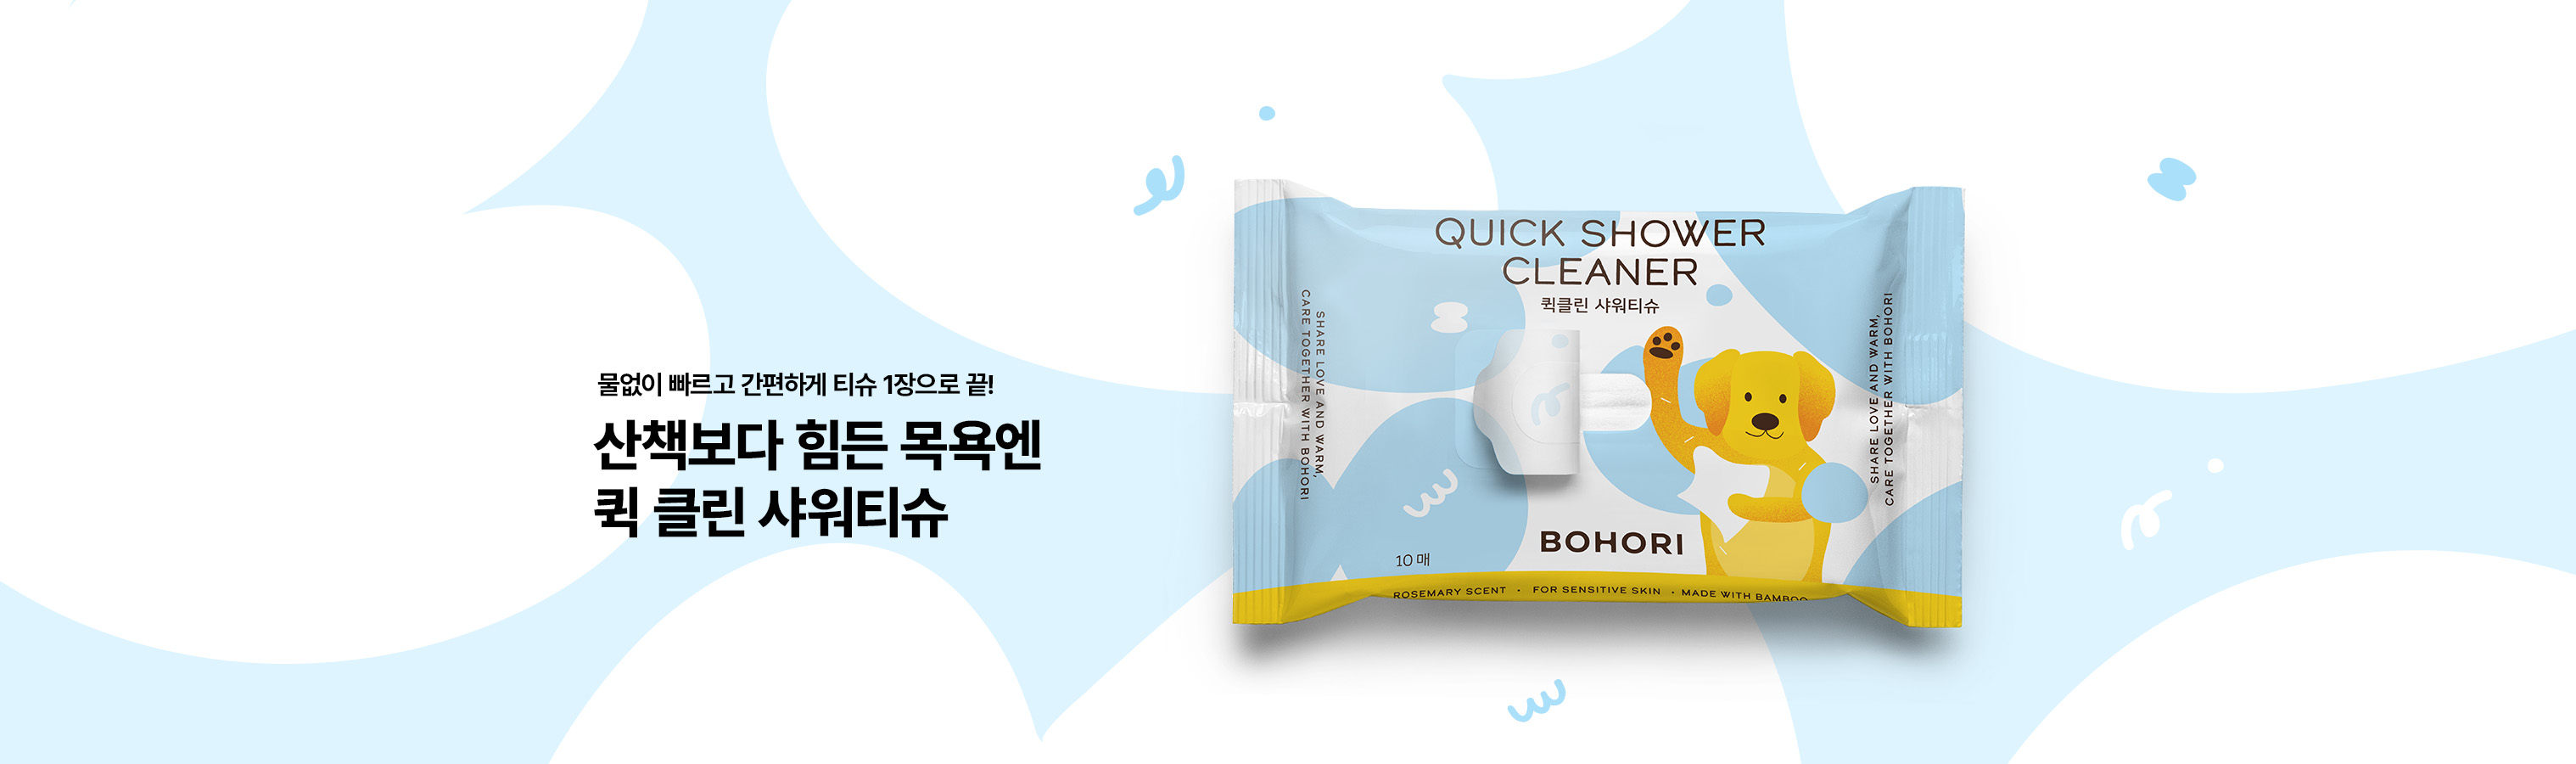 물없이 빠르고 간편하게 티슈 1장으로 끝!
산책보다 힘든 목욕엔
퀵 클린 샤워티슈
QUICK SHOWER
CLEANER
퀵클린 샤워티슈
SHARE LOVE AND WARM,
CARE TOGETHER WITH BOHORI
SHARE LOVE AND WARM,
CARE TOGETHER WITH BOHORI
BOHORI
10 매
ROSEMARY SCENT · FOR SENSITIVE SKIN · MADE WITH BAMBOO